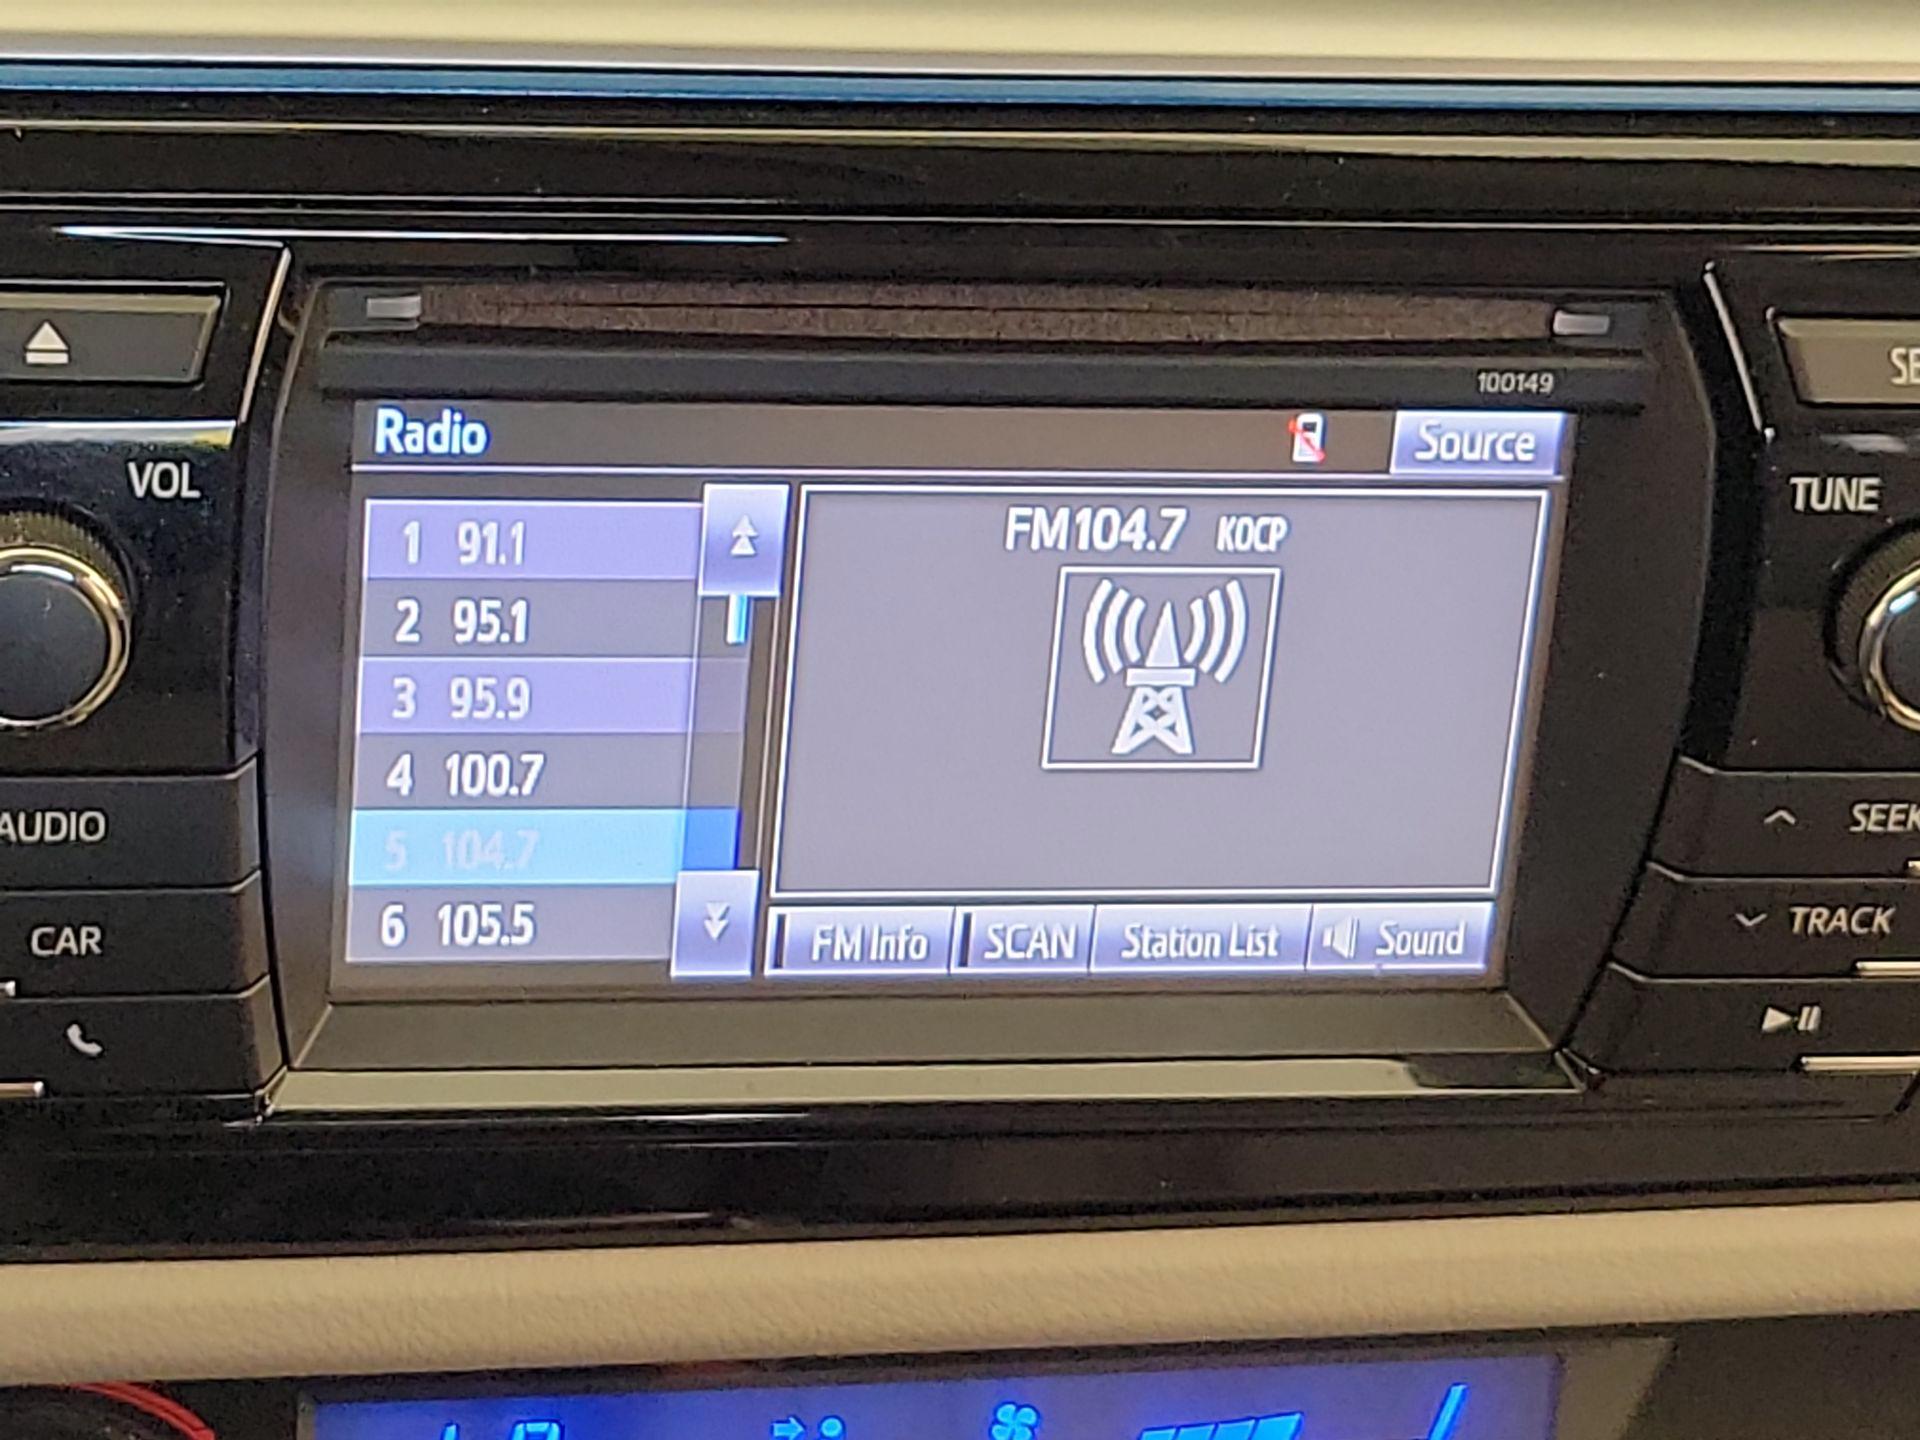 100149
Radio
Source
VOL
TUNE
1 91.1
2 95.1
3 95.9
4 100.7
5 104.7
6 105.5
FM104.7 KOCP
FM Info
SCAN
Station List
Sound
AUDIO
CAR
SEEK
TRACK